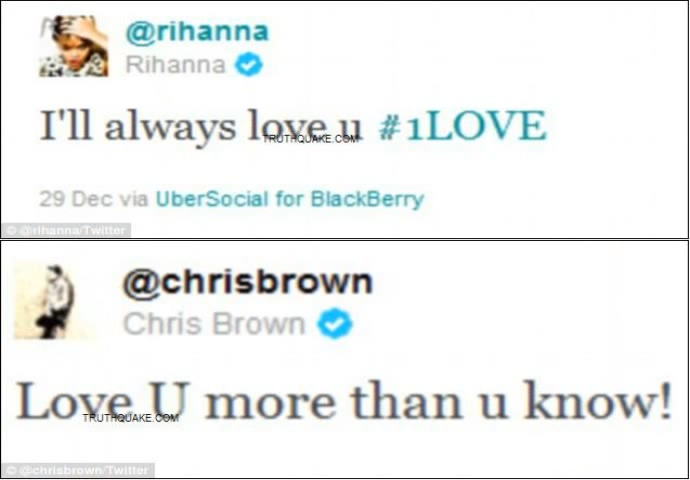 @rihanna
Rihanna
I'll always love u #1LOVE
TRUTHQUAKE.COM
29 Dec via UberSocial for BlackBerry
© @rihanna/Twitter
@chrisbrown
Chris Brown
Love U more than u know!
TRUTHQUAKE.COM
© @chrisbrown/Twitter